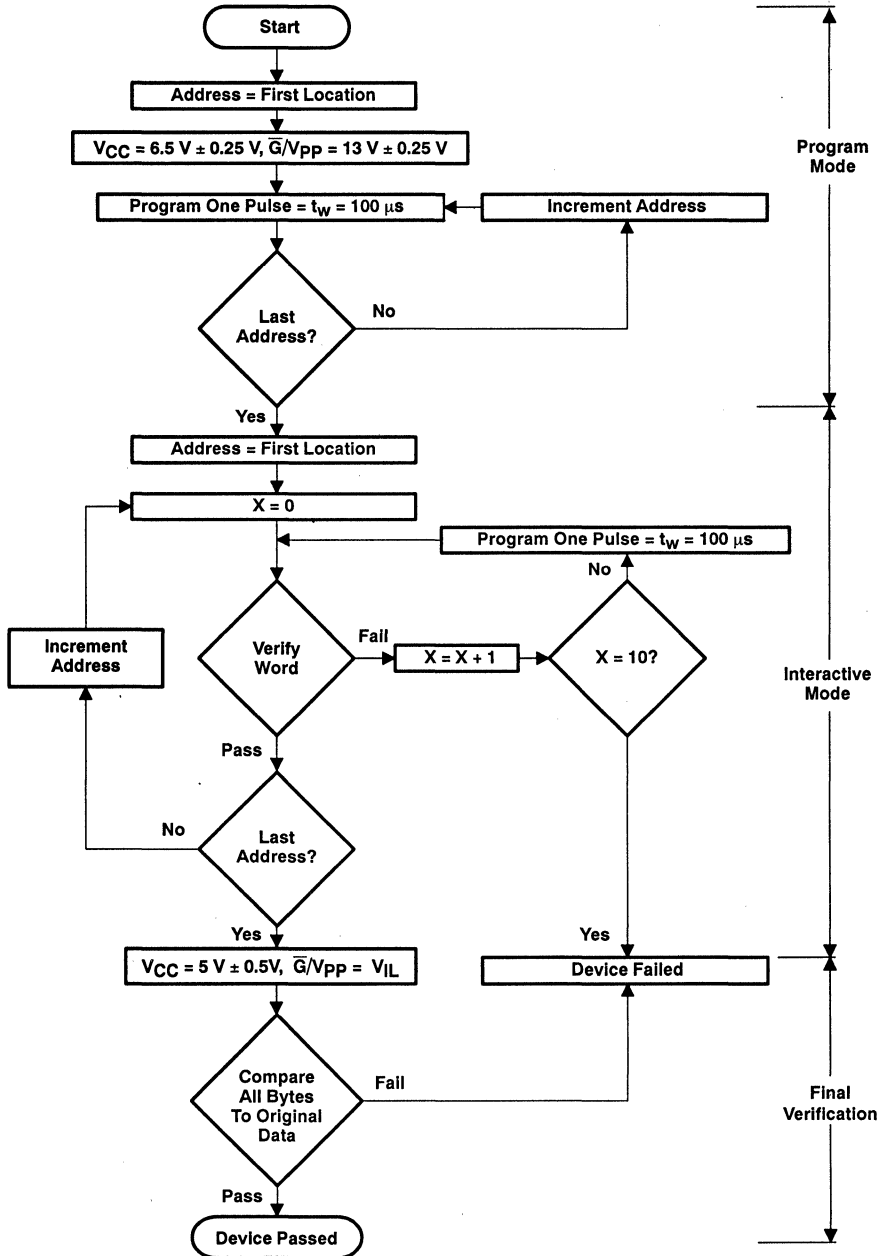 Start
Address = First Location
VCC = 6.5 V ± 0.25 V, G̅/VPP = 13 V ± 0.25 V
Program One Pulse = tw = 100 μs
Increment Address
Last
Address?
No
Yes
Program
Mode
Address = First Location
X = 0
Program One Pulse = tw = 100 μs
No
Increment
Address
Verify
Word
Fail
X = X + 1
X = 10?
Interactive
Mode
Pass
No
Last
Address?
Yes
Yes
VCC = 5 V ± 0.5V, G̅/VPP = VIL
Device Failed
Compare
All Bytes
To Original
Data
Fail
Final
Verification
Pass
Device Passed